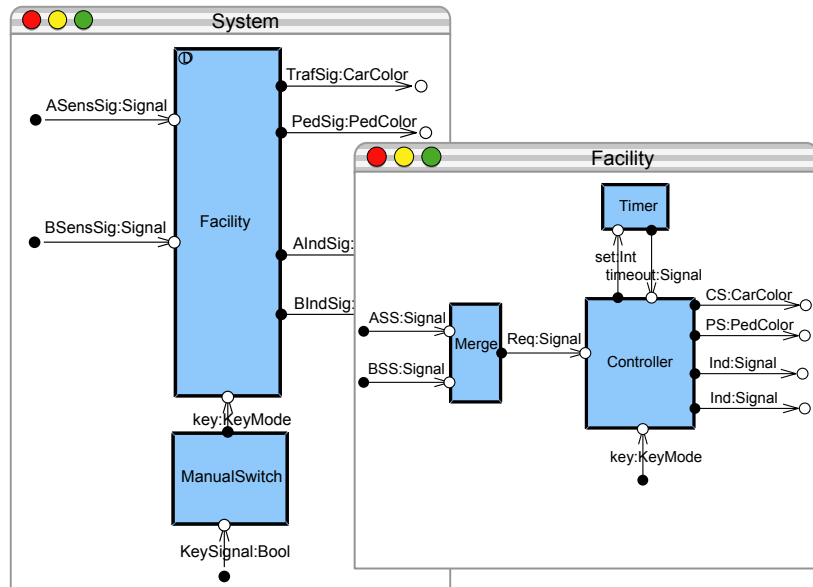 System
TrafSig:CarColor
ASensSig:Signal
PedSig:PedColor
Facility
BSensSig:Signal
AIndSig:
BIndSig:
key:KeyMode
ManualSwitch
KeySignal:Bool
Facility
Timer
set:Int
timeout:Signal
CS:CarColor
ASS:Signal
PS:PedColor
Req:Signal
Merge
Controller
Ind:Signal
BSS:Signal
Ind:Signal
key:KeyMode